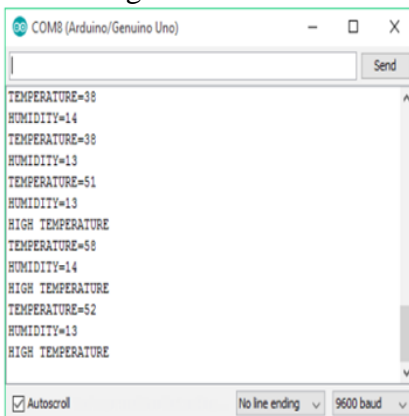 COM8 (Arduino/Genuino Uno)
Send
TEMPERATURE=38
HUMIDITY=14
TEMPERATURE=38
HUMIDITY=13
TEMPERATURE=51
HUMIDITY=13
HIGH TEMPERATURE
TEMPERATURE=58
HUMIDITY=14
HIGH TEMPERATURE
TEMPERATURE=52
HUMIDITY=13
HIGH TEMPERATURE
Autoscroll No line ending 9600 baud